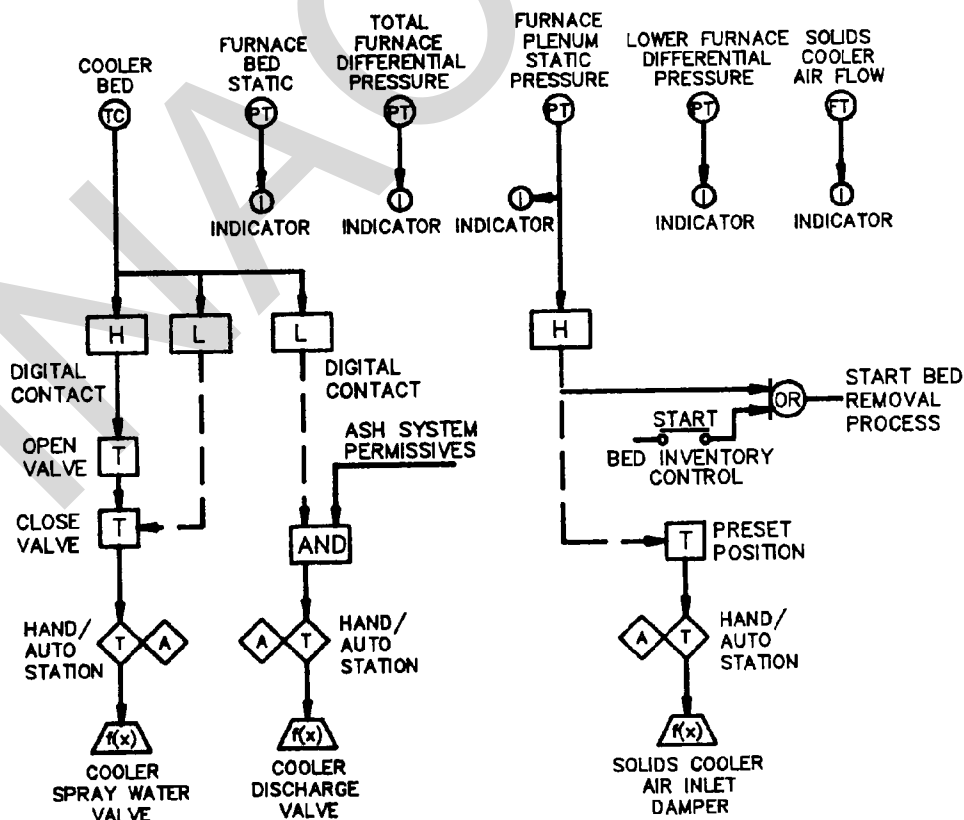 COOLER
BED
TC
FURNACE
BED
STATIC
PT
TOTAL
FURNACE
DIFFERENTIAL
PRESSURE
PT
FURNACE
PLENUM
STATIC
PRESSURE
PT
LOWER FURNACE
DIFFERENTIAL
PRESSURE
PT
SOLIDS
COOLER
AIR FLOW
FT
I
INDICATOR
I
INDICATOR
I
INDICATOR
I
INDICATOR
I
INDICATOR
H
L
L
H
DIGITAL
CONTACT
DIGITAL
CONTACT
OR
START BED
REMOVAL
PROCESS
START
BED INVENTORY
CONTROL
OPEN
VALVE
T
ASH SYSTEM
PERMISSIVES
CLOSE
VALVE
T
AND
T
PRESET
POSITION
HAND/
AUTO
STATION
T
A
A
T
HAND/
AUTO
STATION
A
T
HAND/
AUTO
STATION
f(x)
COOLER
SPRAY WATER
VALVE
f(x)
COOLER
DISCHARGE
VALVE
f(x)
SOLIDS COOLER
AIR INLET
DAMPER